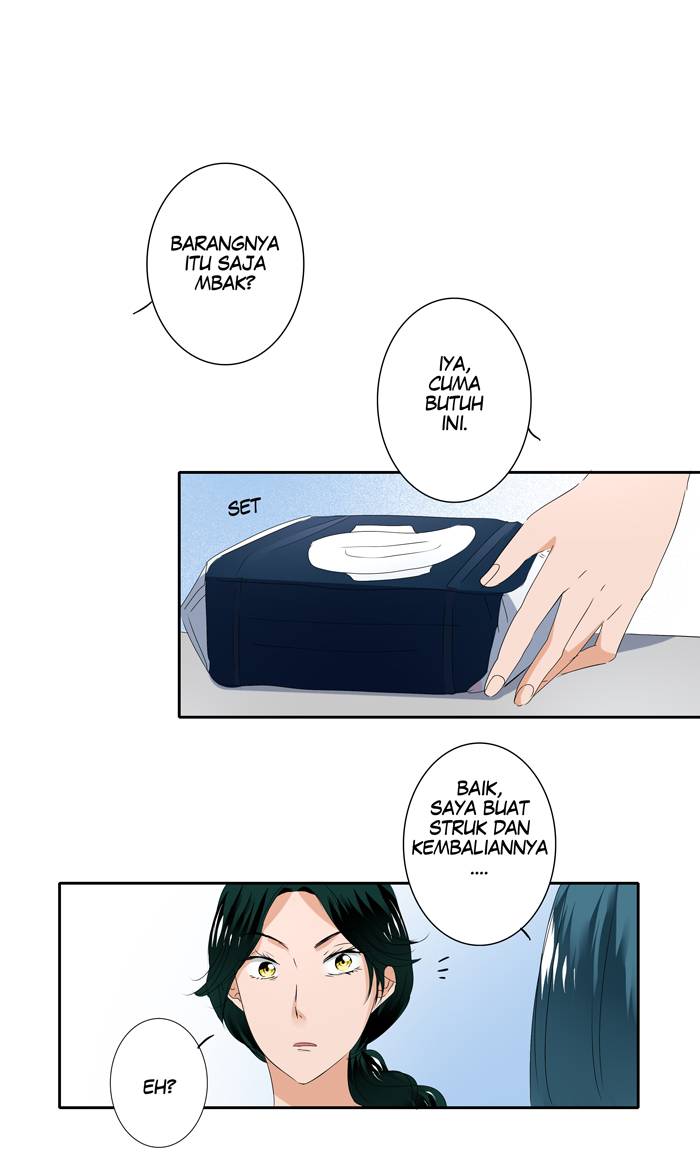 BARANGNYA
ITU SAJA
MBAK?
IYA,
CUMA
BUTUH
INI.
SET
BAIK,
SAYA BUAT
STRUK DAN
KEMBALIANNYA
....
EH?